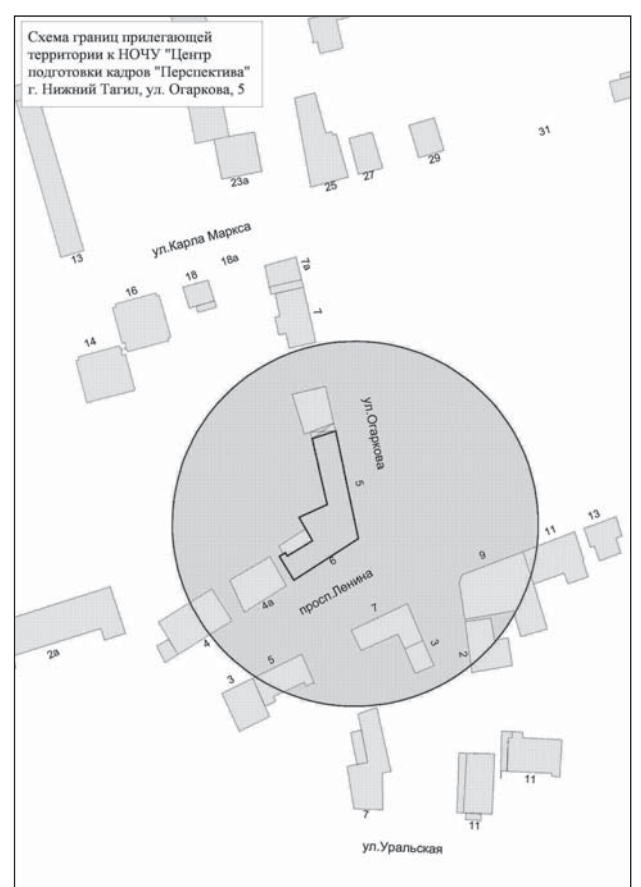 Схема границ прилегающей
территории к НОЧУ "Центр
подготовки кадров "Перспектива"
г. Нижний Тагил, ул. Огаркова, 5
31
29
27
25
23а
ул.Карла Маркса
13
18а
18
7а
16
7
14
ул.Огаркова
5
13
11
9
6
просп.Ленина
4а
7
4
3
2а
5
2
3
11
7
11
ул.Уральская